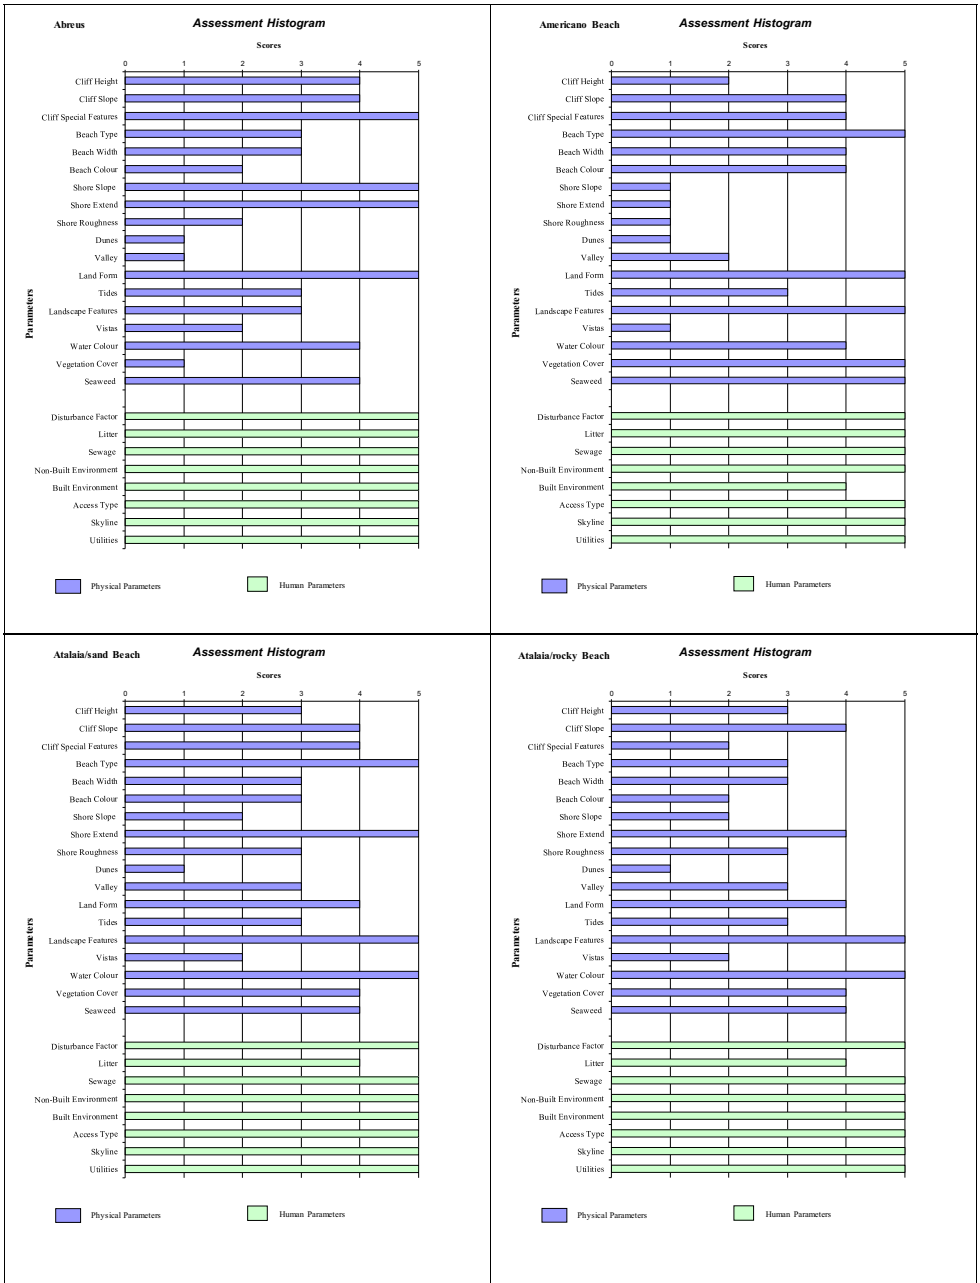 Abreus Assessment Histogram
Scores
0 1 2 3 4 5
Cliff Height
Cliff Slope
Cliff Special Features
Beach Type
Beach Width
Beach Colour
Shore Slope
Shore Extend
Shore Roughness
Dunes
Valley
Land Form
Tides
Landscape Features
Vistas
Water Colour
Vegetation Cover
Seaweed
Disturbance Factor
Litter
Sewage
Non-Built Environment
Built Environment
Access Type
Skyline
Utilities
Parameters
Physical Parameters Human Parameters
Americano Beach Assessment Histogram
Scores
0 1 2 3 4 5
Cliff Height
Cliff Slope
Cliff Special Features
Beach Type
Beach Width
Beach Colour
Shore Slope
Shore Extend
Shore Roughness
Dunes
Valley
Land Form
Tides
Landscape Features
Vistas
Water Colour
Vegetation Cover
Seaweed
Disturbance Factor
Litter
Sewage
Non-Built Environment
Built Environment
Access Type
Skyline
Utilities
Parameters
Physical Parameters Human Parameters
Atalaia/sand Beach Assessment Histogram
Scores
0 1 2 3 4 5
Cliff Height
Cliff Slope
Cliff Special Features
Beach Type
Beach Width
Beach Colour
Shore Slope
Shore Extend
Shore Roughness
Dunes
Valley
Land Form
Tides
Landscape Features
Vistas
Water Colour
Vegetation Cover
Seaweed
Disturbance Factor
Litter
Sewage
Non-Built Environment
Built Environment
Access Type
Skyline
Utilities
Parameters
Physical Parameters Human Parameters
Atalaia/rocky Beach Assessment Histogram
Scores
0 1 2 3 4 5
Cliff Height
Cliff Slope
Cliff Special Features
Beach Type
Beach Width
Beach Colour
Shore Slope
Shore Extend
Shore Roughness
Dunes
Valley
Land Form
Tides
Landscape Features
Vistas
Water Colour
Vegetation Cover
Seaweed
Disturbance Factor
Litter
Sewage
Non-Built Environment
Built Environment
Access Type
Skyline
Utilities
Parameters
Physical Parameters Human Parameters